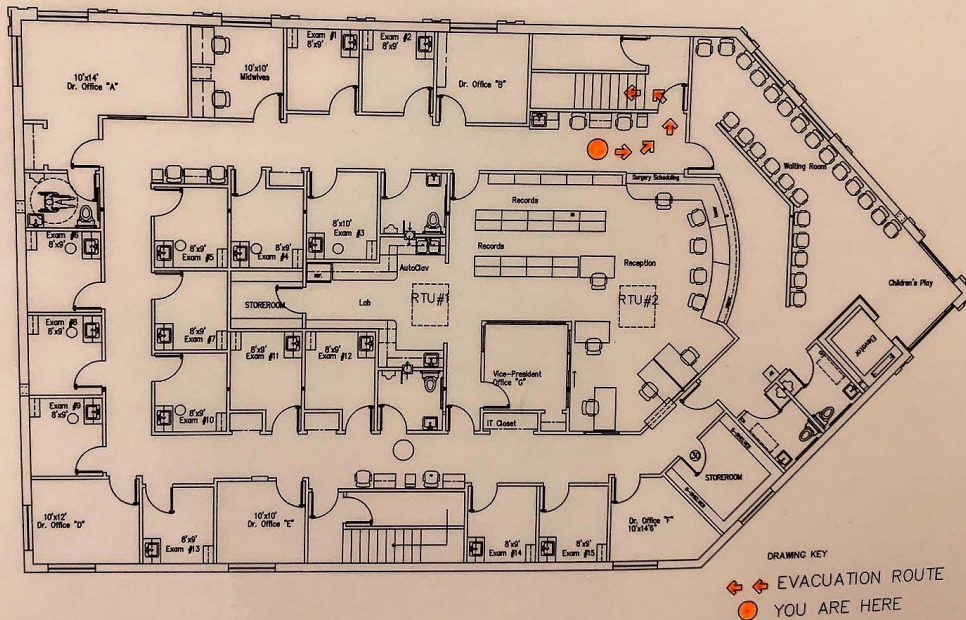 10'x14'
Dr. Office "A"
10'x10'
Midwives
Exam #1
8'x9'
Exam #2
8'x9'
Dr. Office "B"
Waiting Room
Surgery Scheduling
Records
Records
Reception
Children's Play
Elevator
Exam #6
8'x9'
8'x9'
Exam #5
8'x9'
Exam #4
8'x10'
Exam #3
AutoClav
RTU#1
RTU#2
STOREROOM
Lab
REF.
Exam #8
8'x9'
8'x9'
Exam #7
8'x9'
Exam #11
8'x9'
Exam #12
Vice-President
Office "G"
IT Closet
Exam #9
8'x9'
8'x9'
Exam #10
STOREROOM
10'x12'
Dr. Office "D"
8'x9'
Exam #13
10'x10'
Dr. Office "E"
8'x9'
Exam #14
8'x9'
Exam #15
Dr. Office "F"
10'x14'6"
DRAWING KEY
EVACUATION ROUTE
YOU ARE HERE